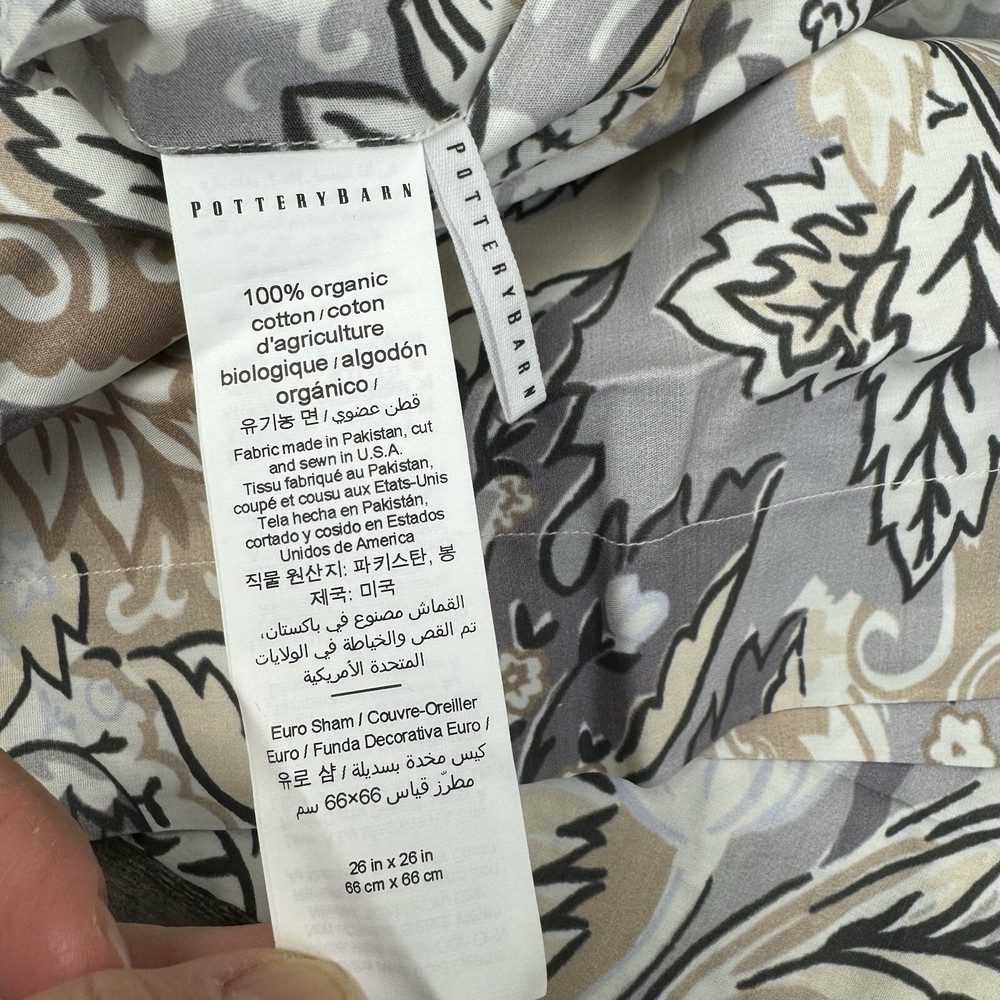 POTTERYBARN
POTTERYBARN
100% organic
cotton / coton
d'agriculture
biologique / algodón
orgánico /
유기농 면 / قطن عضوي
Fabric made in Pakistan, cut
and sewn in U.S.A.
Tissu fabriqué au Pakistan,
coupé et cousu aux Etats-Unis
Tela hecha en Pakistán,
cortado y cosido en Estados
Unidos de America
직물 원산지: 파키스탄, 봉
제국: 미국
القماش مصنوع في باكستان،
تم القص والخياطة في الولايات
المتحدة الأمريكية
Euro Sham / Couvre-Oreiller
Euro / Funda Decorativa Euro /
유로 샴 / كيس مخدة بسديلة
مطرّز قياس 66×66 سم
26 in x 26 in
66 cm x 66 cm